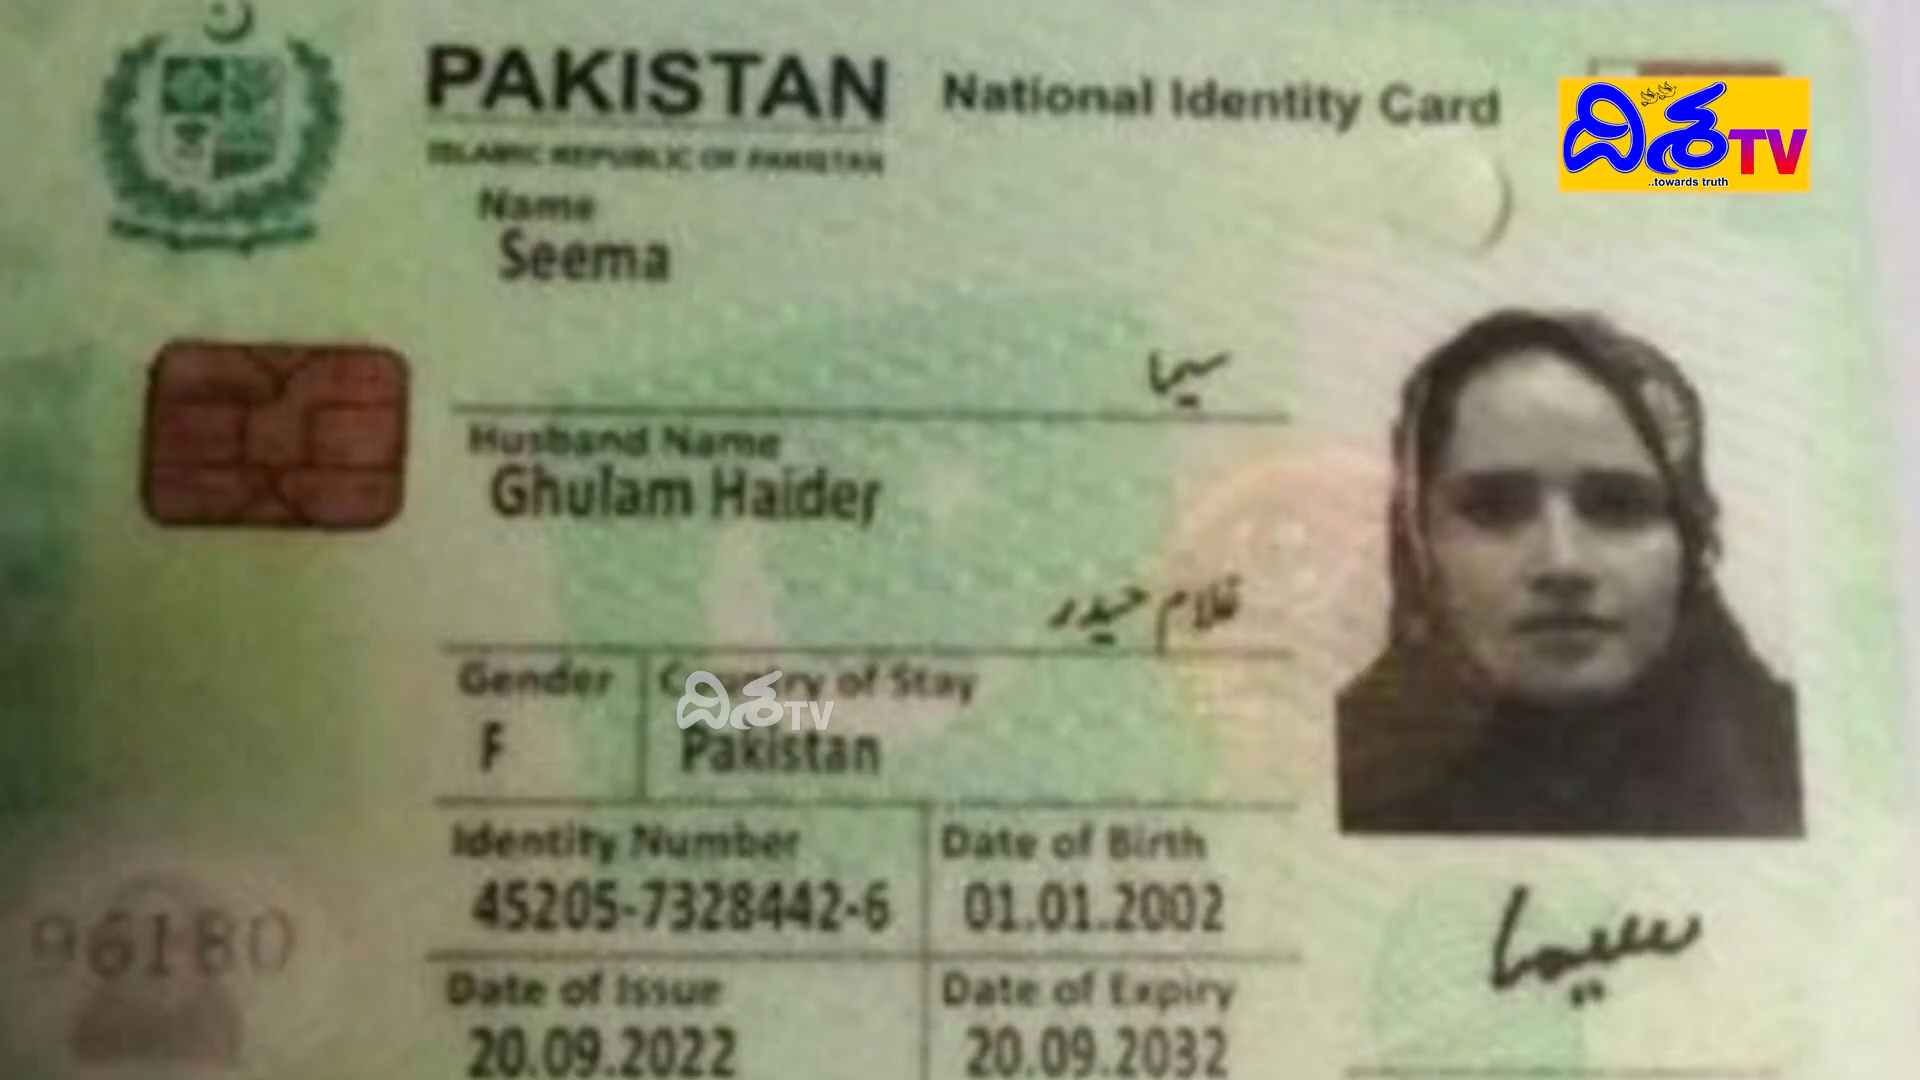 PAKISTAN National Identity Card
ISLAMIC REPUBLIC OF PAKISTAN
దిశ TV
..towards truth
Name
Seema
سیما
Husband Name
Ghulam Haider
غلام حیدر
Gender Country of Stay
దిశ TV
F Pakistan
Identity Number Date of Birth
45205-7328442-6 01.01.2002
سیما
96180
Date of Issue Date of Expiry
20.09.2022 20.09.2032